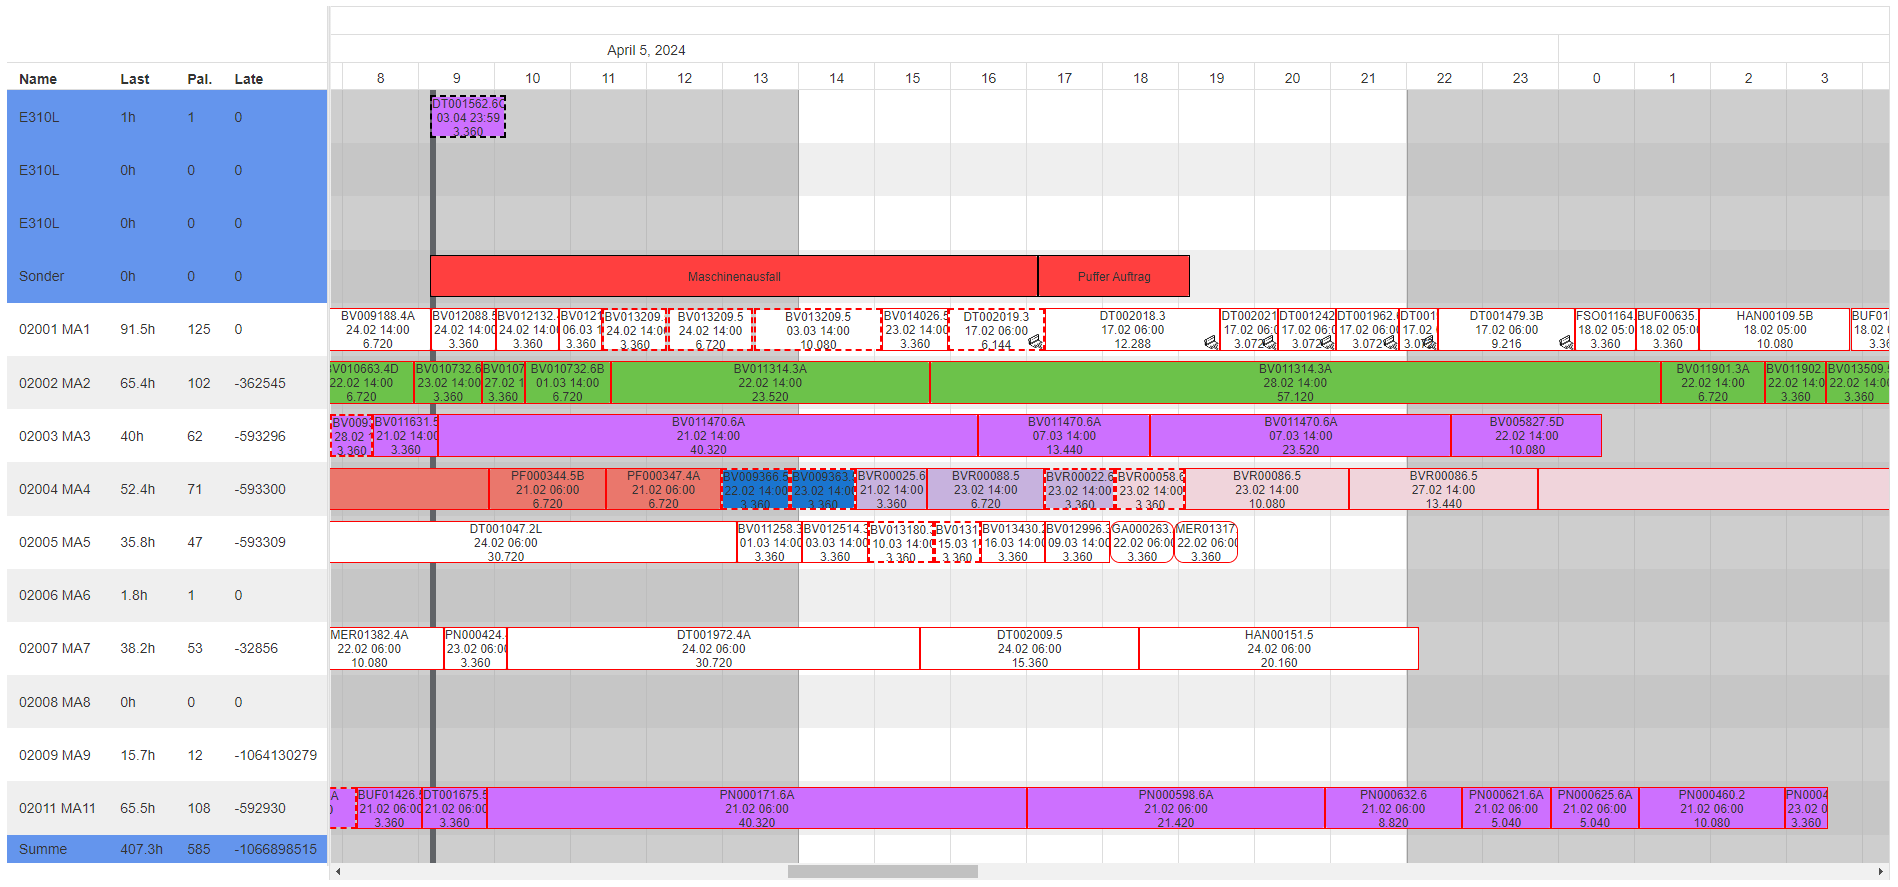 April 5, 2024
Name Last Pal. Late 8 9 10 11 12 13 14 15 16 17 18 19 20 21 22 23 0 1 2 3
E310L 1h 1 0
DT001562.6C
03.04 23:59
3.360
E310L 0h 0 0
E310L 0h 0 0
Sonder 0h 0 0 Maschinenausfall Puffer Auftrag
BV009188.4A BV012088.5 BV012132. BV0121 BV013209. BV013209.5 BV013209.5 BV014026.5 DT002019.3 DT002018.3 DT002021 DT001242 DT001962. DT001 DT001479.3B FSO01164. BUF00635. HAN00109.5B BUF01
02001 MA1 91.5h 125 0 24.02 14:00 24.02 14:00 24.02 14:00 06.03 1 24.02 14:00 24.02 14:00 03.03 14:00 23.02 14:00 17.02 06:00 17.02 06:00 17.02 06: 17.02 06: 17.02 06:0 17.02 17.02 06:00 18.02 05:00 18.02 05:00 18.02 05:00 18.02
6.720 3.360 3.360 3.360 3.360 6.720 10.080 3.360 6.144 12.288 3.072 3.072 3.072 3.07 9.216 3.360 3.360 10.080 3.360
BV010663.4D BV010732.6 BV0107 BV010732.6B BV011314.3A BV011314.3A BV011901.3A BV011902. BV013509.
02002 MA2 65.4h 102 -362545 22.02 14:00 23.02 14:00 27.02 1 01.03 14:00 22.02 14:00 28.02 14:00 22.02 14:00 22.02 14:00 22.02 14:00
6.720 3.360 3.360 6.720 23.520 57.120 6.720 3.360 3.360
BV009 BV011631.5 BV011470.6A BV011470.6A BV011470.6A BV005827.5D
02003 MA3 40h 62 -593296 28.02 21.02 14:00 21.02 14:00 07.03 14:00 07.03 14:00 22.02 14:00
3.360 3.360 40.320 13.440 23.520 10.080
PF000344.5B PF000347.4A BV009366.5 BV009363. BVR00025.6 BVR00088.5 BVR00022.6 BVR00058.6 BVR00086.5 BVR00086.5
02004 MA4 52.4h 71 -593300 21.02 06:00 21.02 06:00 22.02 14:00 23.02 14:00 21.02 14:00 23.02 14:00 23.02 14:00 23.02 14:00 23.02 14:00 27.02 14:00
6.720 6.720 3.360 3.360 3.360 6.720 3.360 3.360 10.080 13.440
DT001047.2L BV011258.3 BV012514.3 BV013180. BV0131 BV013430.2 BV012996.3 GA000263 MER01317
02005 MA5 35.8h 47 -593309 24.02 06:00 01.03 14:00 03.03 14:00 10.03 14:00 15.03 1 16.03 14:00 09.03 14:00 22.02 06:00 22.02 06:00
30.720 3.360 3.360 3.360 3.360 3.360 3.360 3.360 3.360
02006 MA6 1.8h 1 0
MER01382.4A PN000424. DT001972.4A DT002009.5 HAN00151.5
02007 MA7 38.2h 53 -32856 22.02 06:00 23.02 06:00 24.02 06:00 24.02 06:00 24.02 06:00
10.080 3.360 30.720 15.360 20.160
02008 MA8 0h 0 0
02009 MA9 15.7h 12 -1064130279
A BUF01426. DT001675.5 PN000171.6A PN000598.6A PN000632.6 PN000621.6A PN000625.6A PN000460.2 PN0004
02011 MA11 65.5h 108 -592930 21.02 06:00 21.02 06:00 21.02 06:00 21.02 06:00 21.02 06:00 21.02 06:00 21.02 06:00 21.02 06:00 23.02 0
3.360 3.360 40.320 21.420 8.820 5.040 5.040 10.080 3.360
Summe 407.3h 585 -1066898515